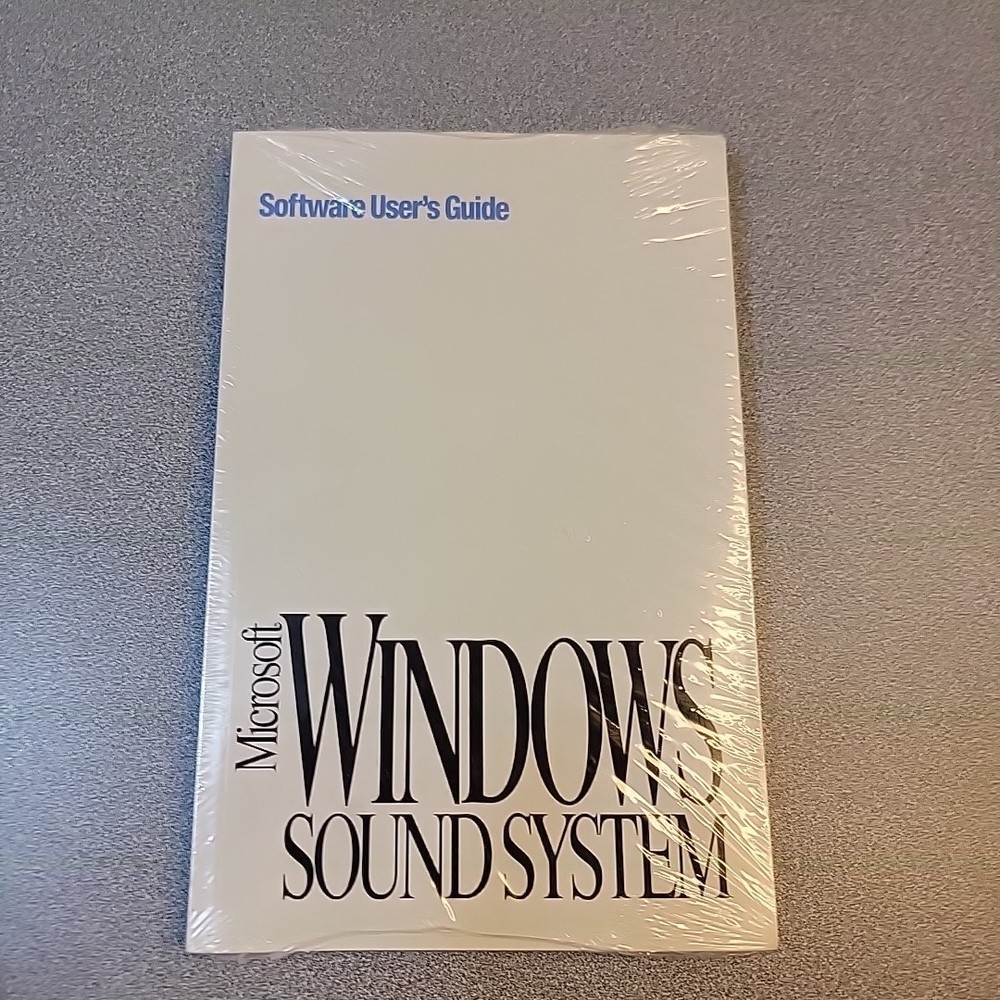 Software User's Guide
Microsoft
WINDOWS
SOUND SYSTEM